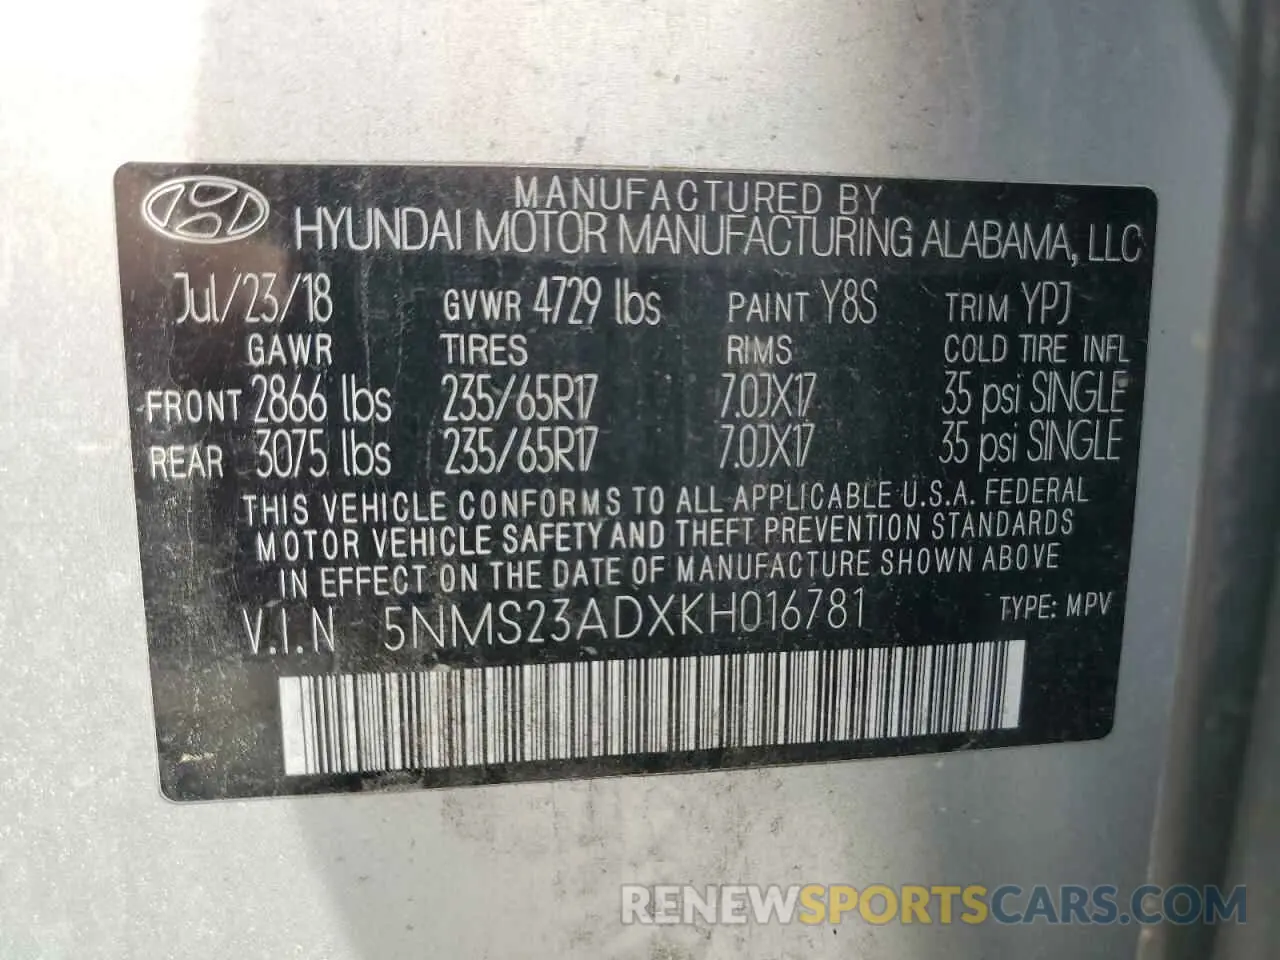 MANUFACTURED BY
HYUNDAI MOTOR MANUFACTURING ALABAMA, LLC
Jul/23/18 GVWR 4729 lbs PAINT Y8S TRIM YPJ
GAWR TIRES RIMS COLD TIRE INFL
FRONT 2866 lbs 235/65R17 7.0JX17 35 psi SINGLE
REAR 3075 lbs 235/65R17 7.0JX17 35 psi SINGLE
THIS VEHICLE CONFORMS TO ALL APPLICABLE U.S.A. FEDERAL
MOTOR VEHICLE SAFETY AND THEFT PREVENTION STANDARDS
IN EFFECT ON THE DATE OF MANUFACTURE SHOWN ABOVE
V.I.N 5NMS23ADXKH016781 TYPE: MPV
RENEWSPORTSCARS.COM